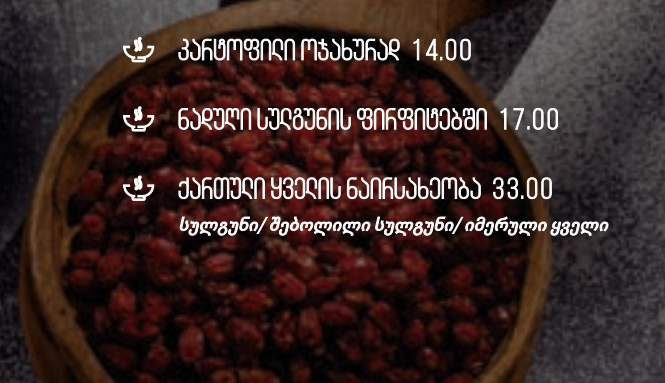 კარტოფილი ოჯახურად 14.00
ნადუღი სულგუნის ფირფიტებში 17.00
ქართული ყველის ნაირსახეობა 33.00
სულგუნი/ შებოლილი სულგუნი/ იმერული ყველი